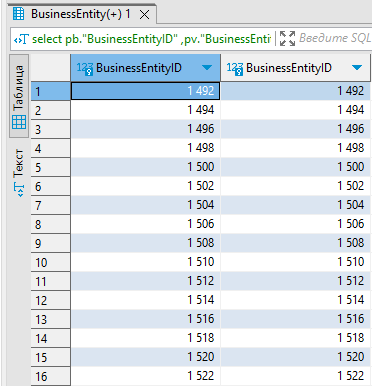 BusinessEntity(+) 1
select pb."BusinessEntityID" ,pv."BusinessEnti Введите SQL
Таблица
Текст
BusinessEntityID BusinessEntityID
1 1 492 1 492
2 1 494 1 494
3 1 496 1 496
4 1 498 1 498
5 1 500 1 500
6 1 502 1 502
7 1 504 1 504
8 1 506 1 506
9 1 508 1 508
10 1 510 1 510
11 1 512 1 512
12 1 514 1 514
13 1 516 1 516
14 1 518 1 518
15 1 520 1 520
16 1 522 1 522